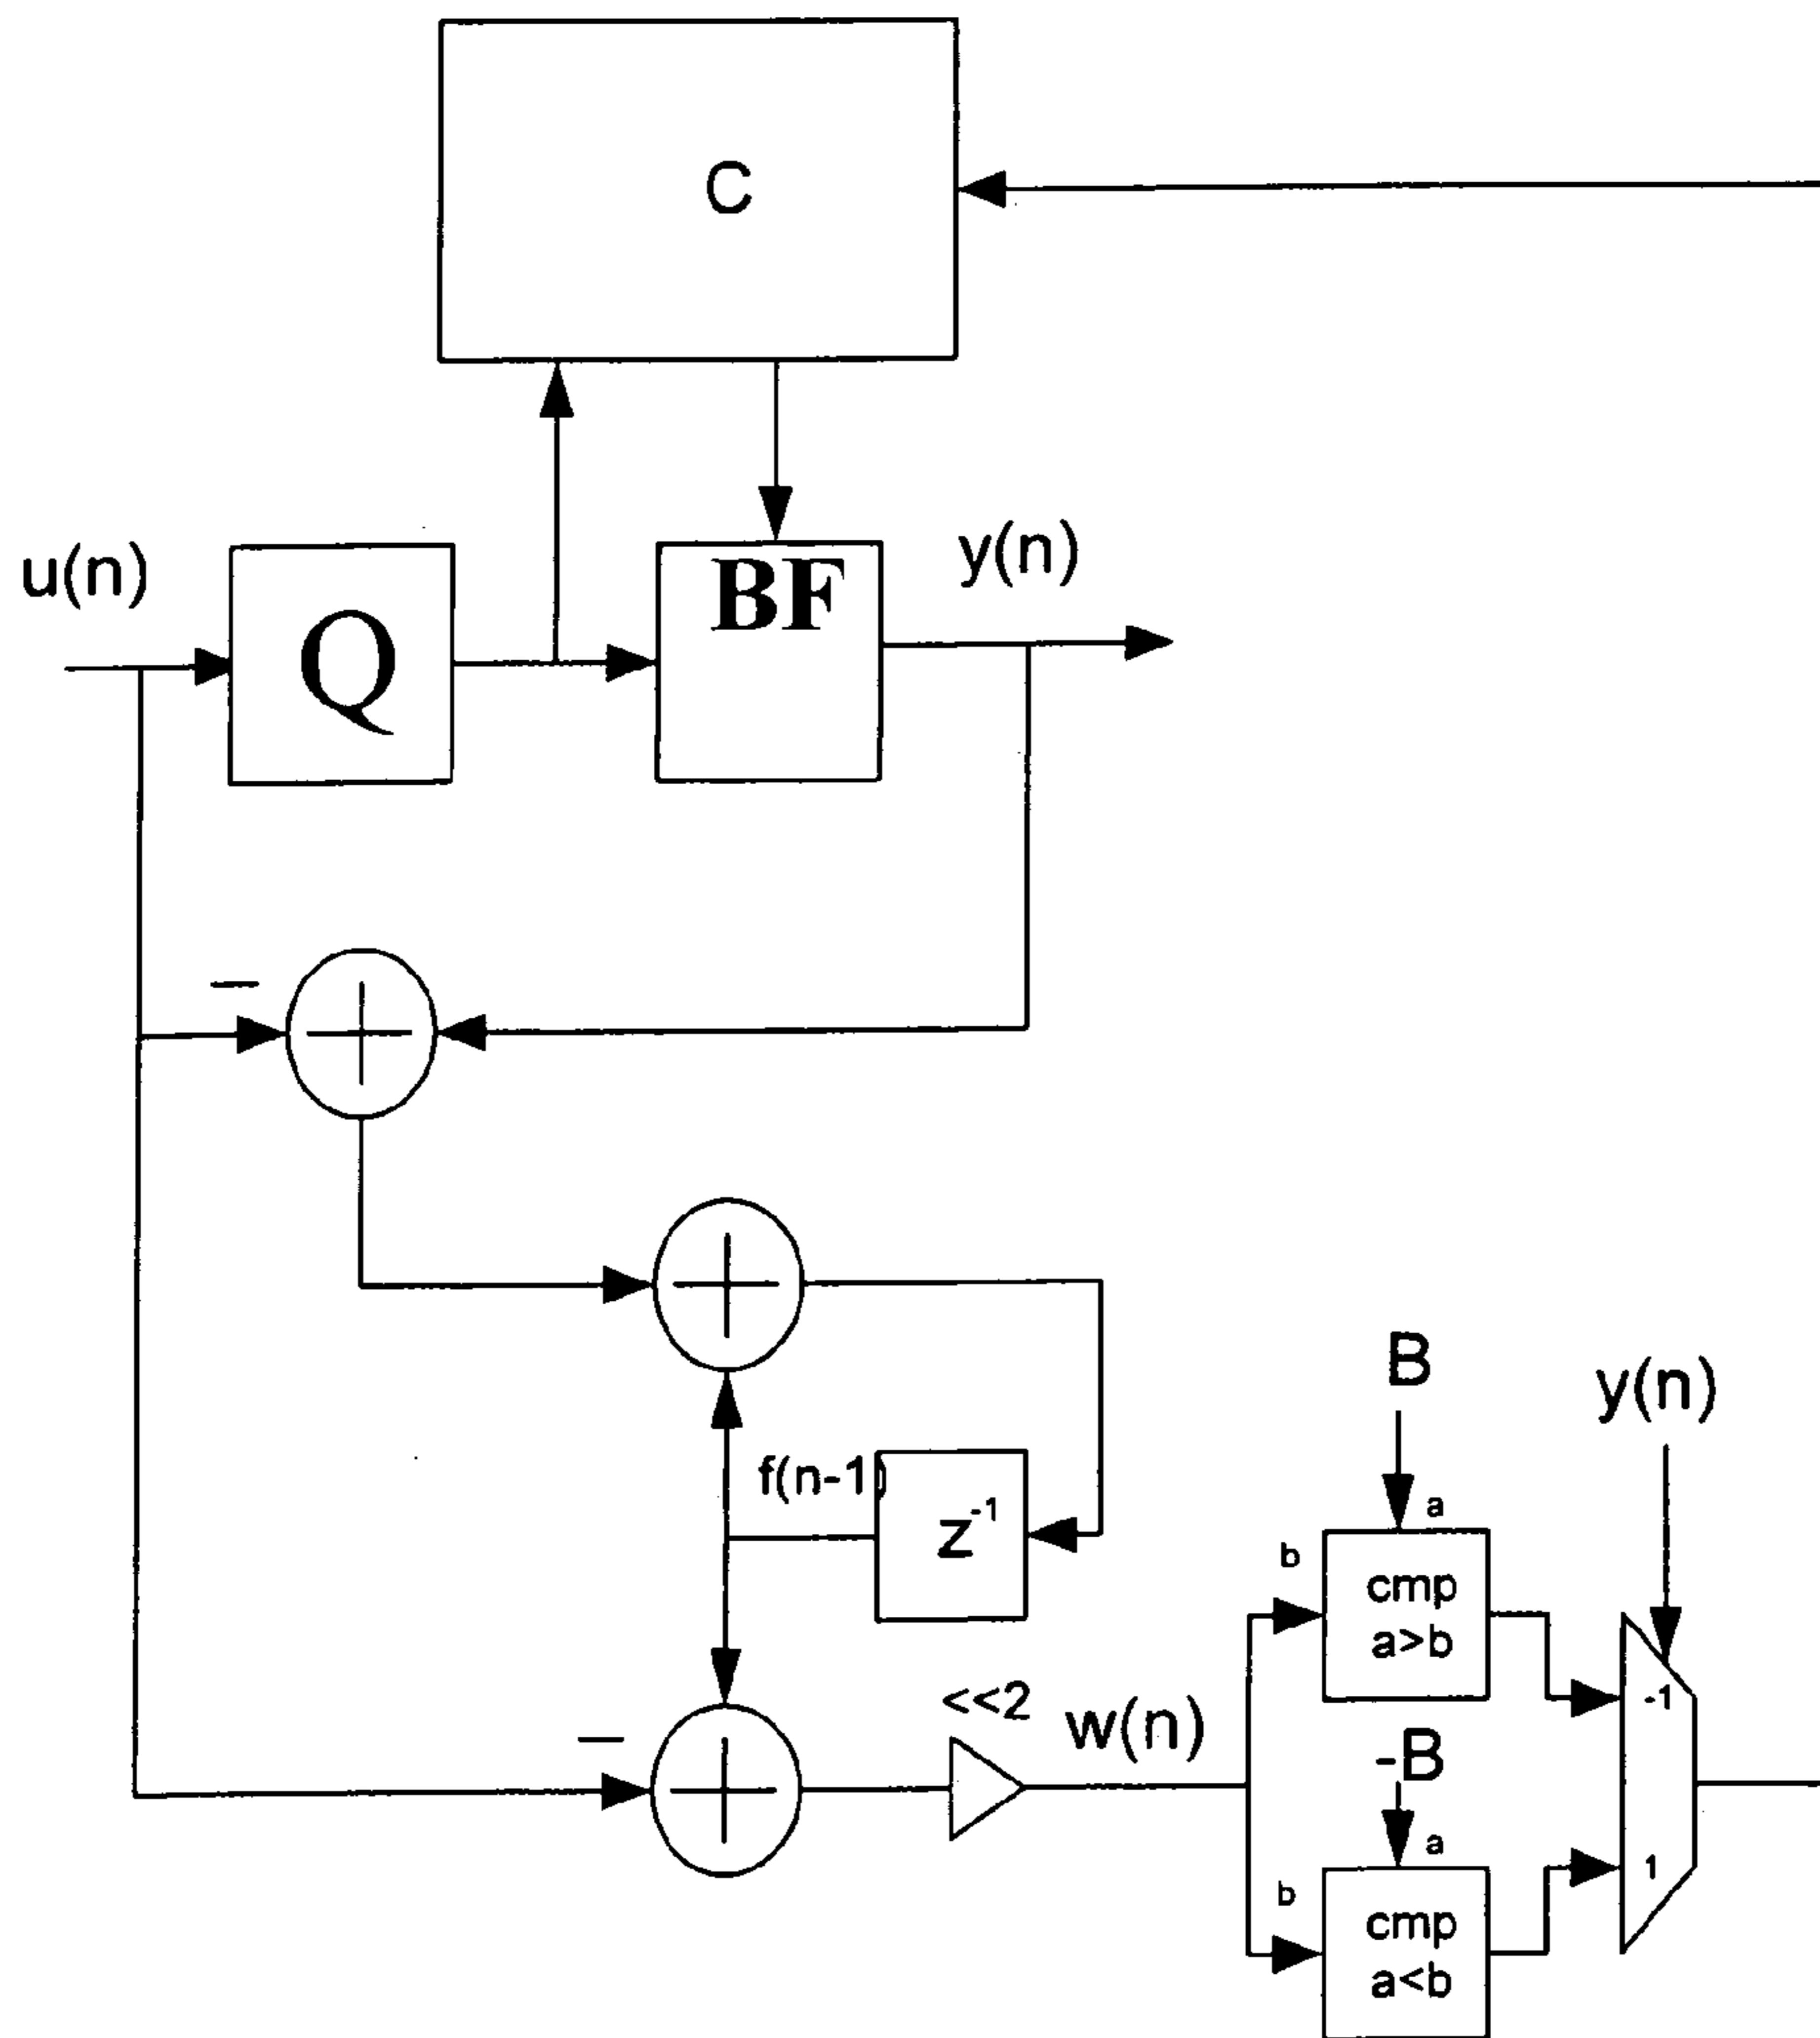 C
u(n)
Q
BF
y(n)
−
+
+
B
y(n)
f(n-1)
z-1
a
b
cmp
a>b
-1
−
+
<<2
w(n)
-B
a
b
1
cmp
a<b